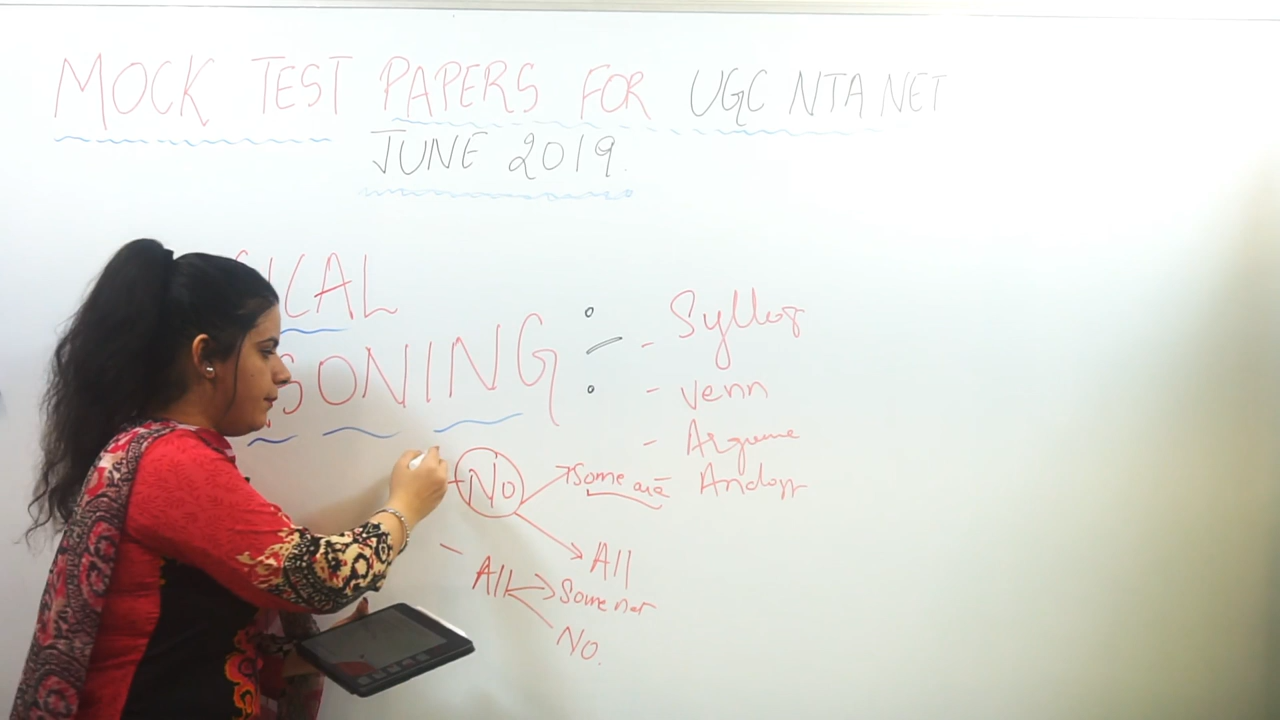 MOCK TEST PAPERS FOR UGC NTA NET
JUNE 2019.
ICAL
SONING :
- Syllog
- Venn
- Argume
- Analogy
- No
Some are
All
- All
Some not
No.